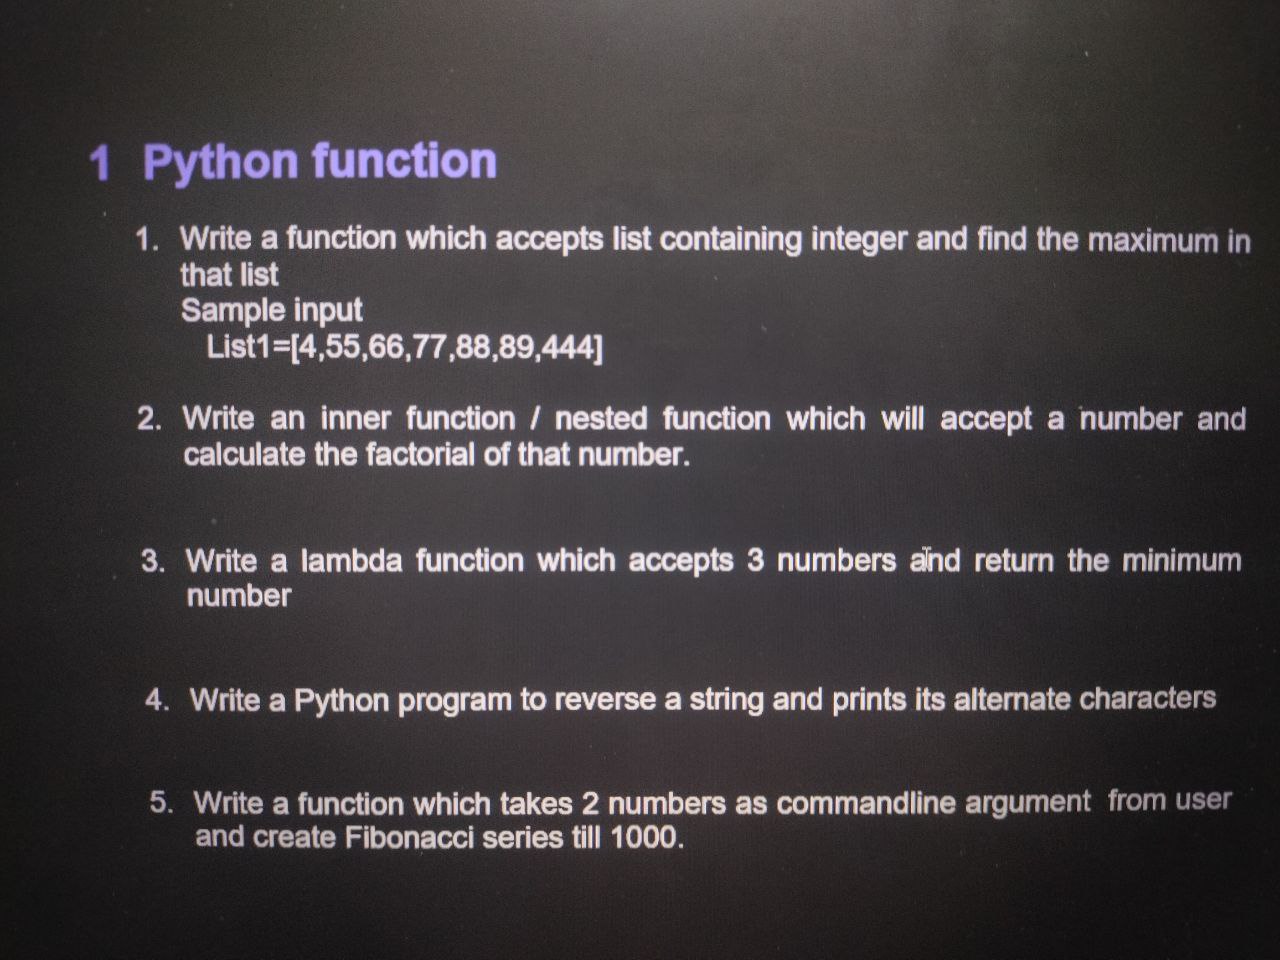 1 Python function
1. Write a function which accepts list containing integer and find the maximum in
that list
Sample input
List1=[4,55,66,77,88,89,444]
2. Write an inner function / nested function which will accept a number and
calculate the factorial of that number.
3. Write a lambda function which accepts 3 numbers and return the minimum
number
4. Write a Python program to reverse a string and prints its alternate characters
5. Write a function which takes 2 numbers as commandline argument from user
and create Fibonacci series till 1000.